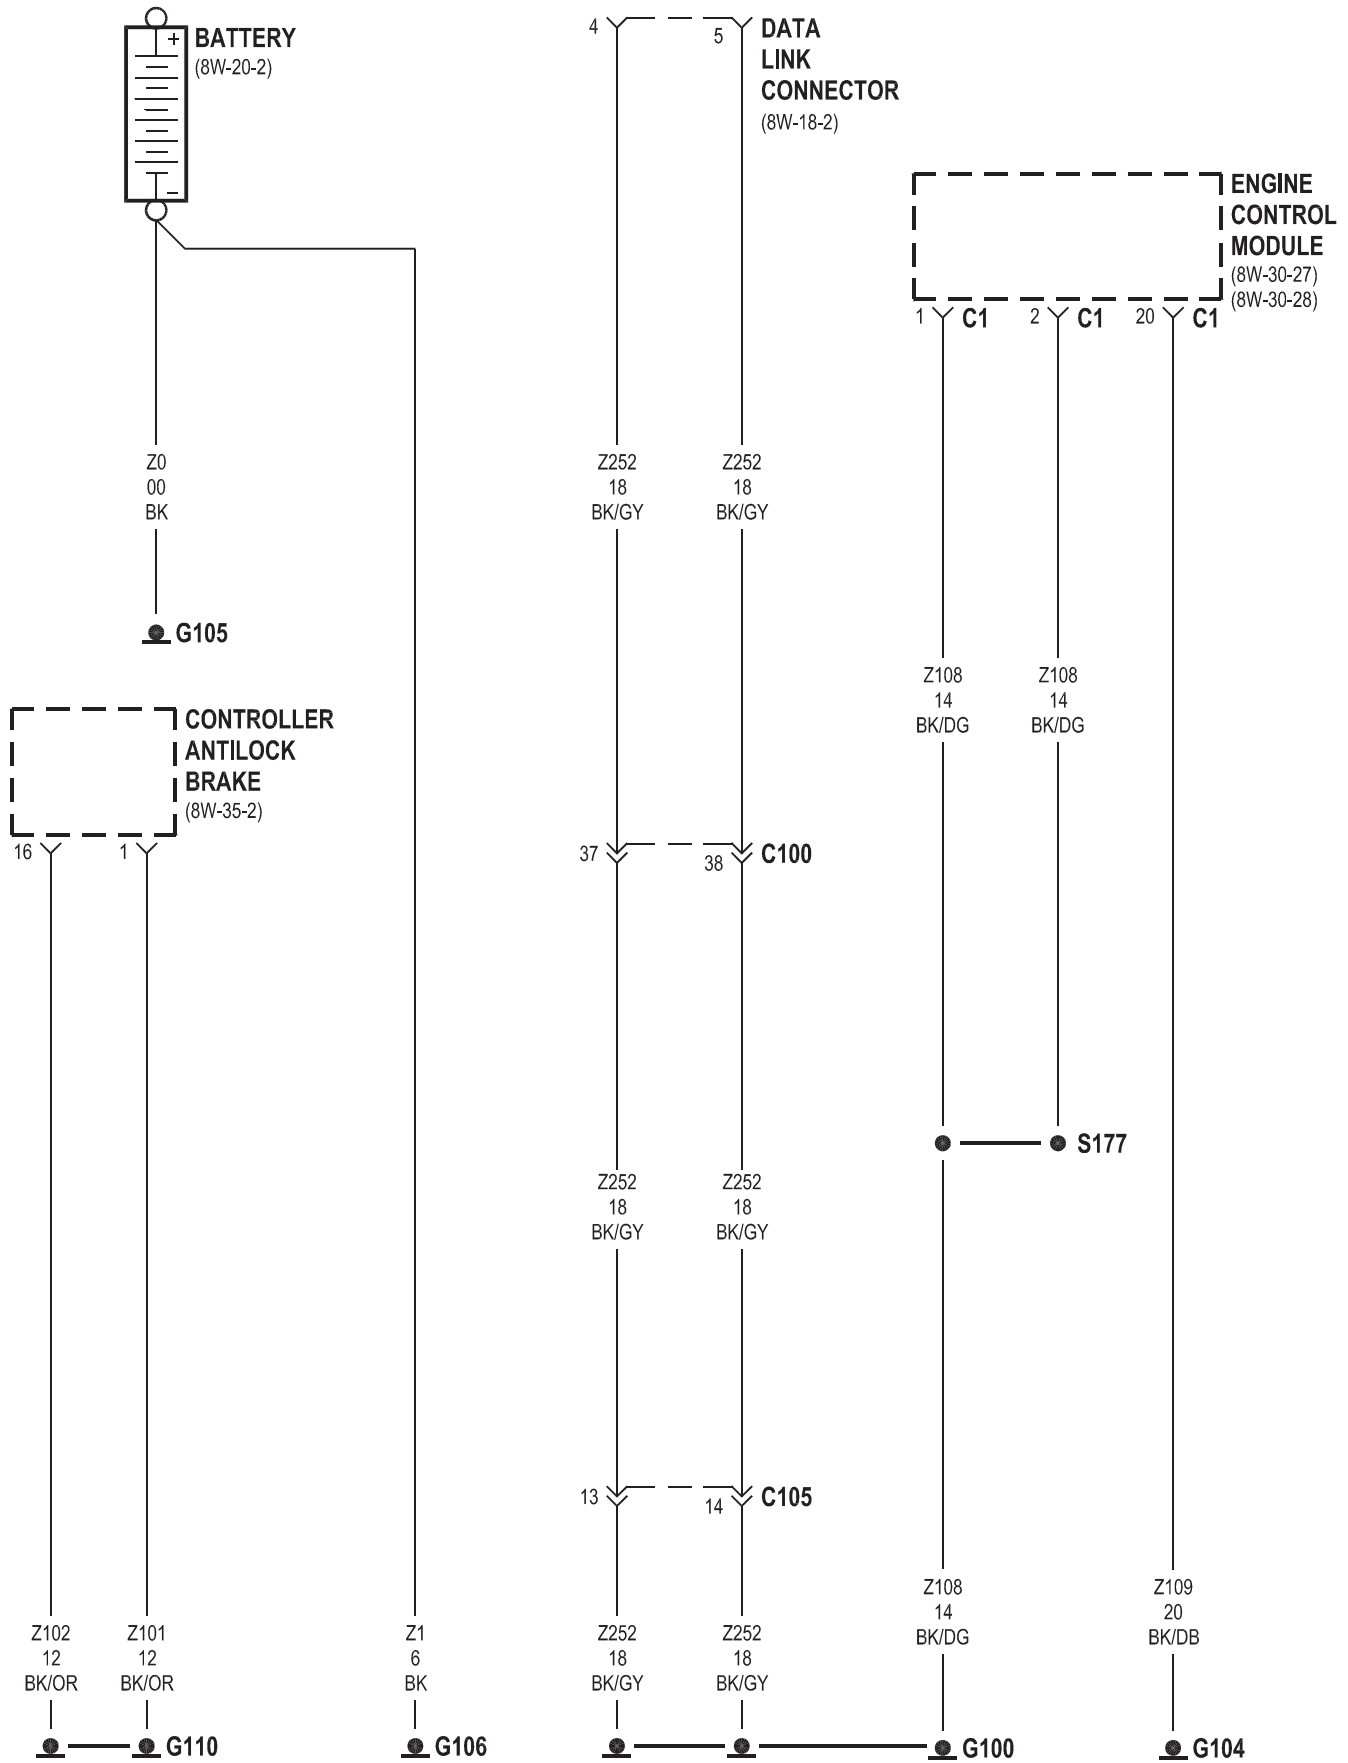 +
BATTERY
(8W-20-2)
-
4
5
DATA
LINK
CONNECTOR
(8W-18-2)
ENGINE
CONTROL
MODULE
(8W-30-27)
(8W-30-28)
1 C1
2 C1
20 C1
Z0
00
BK
Z252
18
BK/GY
Z252
18
BK/GY
G105
Z108
14
BK/DG
Z108
14
BK/DG
CONTROLLER
ANTILOCK
BRAKE
(8W-35-2)
16
1
37
38
C100
S177
Z252
18
BK/GY
Z252
18
BK/GY
13
14
C105
Z102
12
BK/OR
Z101
12
BK/OR
Z1
6
BK
Z252
18
BK/GY
Z252
18
BK/GY
Z108
14
BK/DG
Z109
20
BK/DB
G110
G106
G100
G104